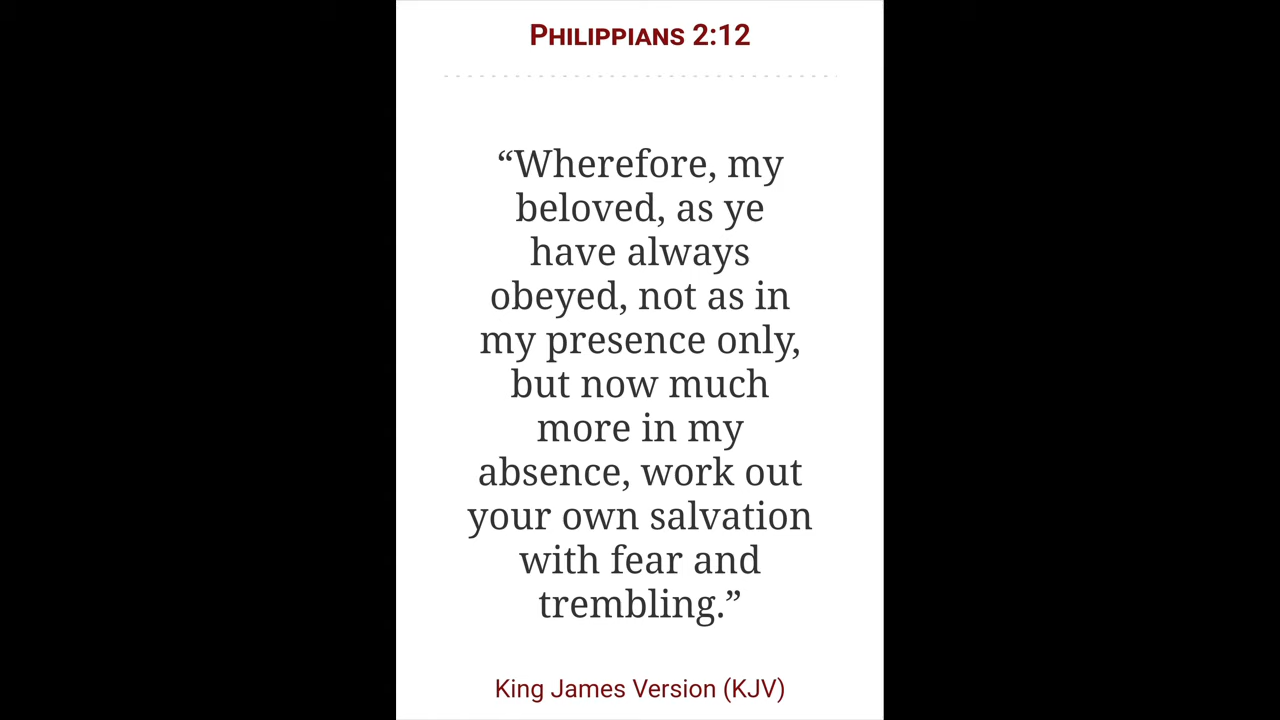 Philippians 2:12
“Wherefore, my
beloved, as ye
have always
obeyed, not as in
my presence only,
but now much
more in my
absence, work out
your own salvation
with fear and
trembling.”
King James Version (KJV)